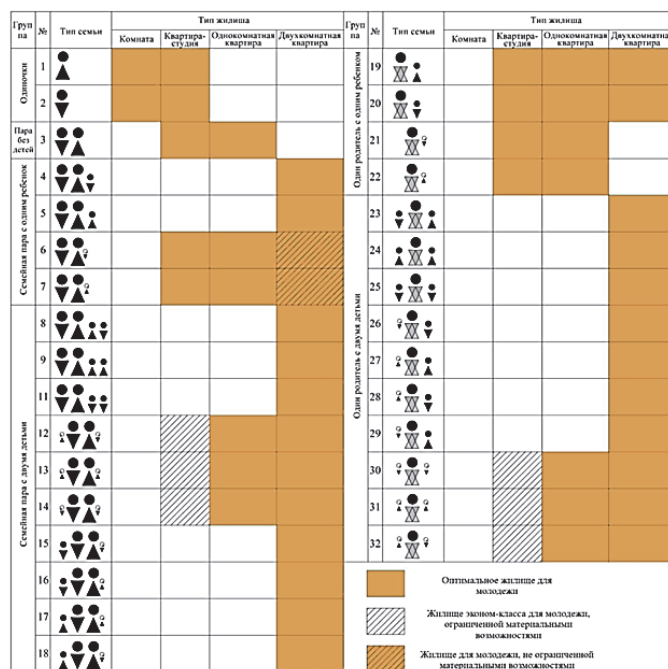 Груп
па
№
Тип семьи
Тип жилища
Комната
Квартира-
студия
Однокомнатная
квартира
Двухкомнатная
квартира
Одиночки
1
2
Пара
без
детей
3
Семейная пара с одним ребенок
4
5
6
7
Семейная пара с двумя детьми
8
9
11
12
13
14
15
16
17
18
Груп
па
№
Тип семьи
Тип жилища
Комната
Квартира-
студия
Однокомнатная
квартира
Двухкомнатная
квартира
Один родитель с одним ребенком
19
20
21
22
Один родитель с двумя детьми
23
24
25
26
27
28
29
30
31
32
Оптимальное жилище для
молодежи
Жилище эконом-класса для молодежи,
ограниченной материальными
возможностями
Жилище для молодежи, не ограниченной
материальными возможностями